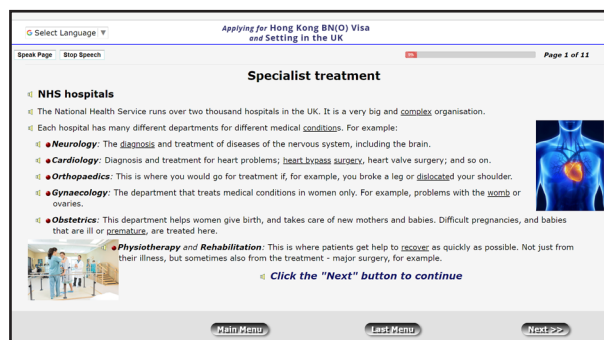 G Select Language ▼
Applying for Hong Kong BN(O) Visa
and Setting in the UK
Speak Page Stop Speech
Page 1 of 11
Specialist treatment
NHS hospitals
The National Health Service runs over two thousand hospitals in the UK. It is a very big and complex organisation.
Each hospital has many different departments for different medical conditions. For example:
Neurology: The diagnosis and treatment of diseases of the nervous system, including the brain.
Cardiology: Diagnosis and treatment for heart problems; heart bypass surgery, heart valve surgery; and so on.
Orthopaedics: This is where you would go for treatment if, for example, you broke a leg or dislocated your shoulder.
Gynaecology: The department that treats medical conditions in women only. For example, problems with the womb or
ovaries.
Obstetrics: This department helps women give birth, and takes care of new mothers and babies. Difficult pregnancies, and babies
that are ill or premature, are treated here.
Physiotherapy and Rehabilitation: This is where patients get help to recover as quickly as possible. Not just from
their illness, but sometimes also from the treatment - major surgery, for example.
Click the "Next" button to continue
Main Menu Last Menu Next >>